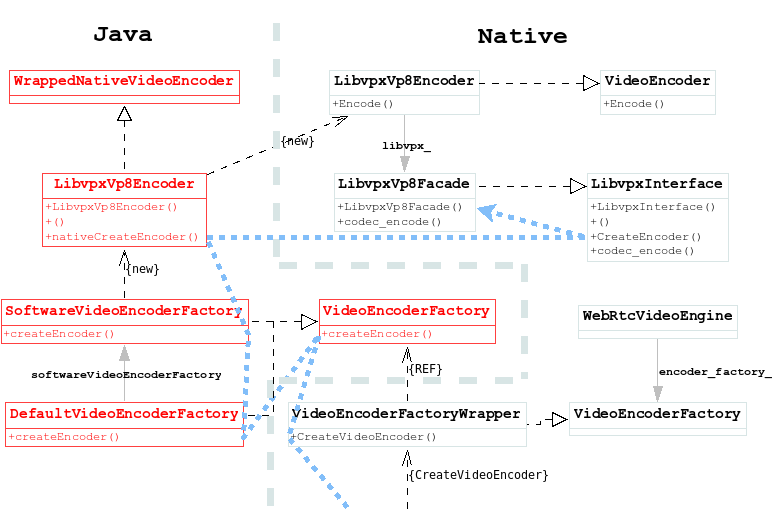 Java
Native
WrappedNativeVideoEncoder
LibvpxVp8Encoder
+Encode()
VideoEncoder
+Encode()
{new}
libvpx_
LibvpxVp8Encoder
+LibvpxVp8Encoder()
+()
+nativeCreateEncoder()
LibvpxVp8Facade
+LibvpxVp8Facade()
+codec_encode()
LibvpxInterface
+LibvpxInterface()
+()
+CreateEncoder()
+codec_encode()
{new}
SoftwareVideoEncoderFactory
+createEncoder()
VideoEncoderFactory
+createEncoder()
WebRtcVideoEngine
softwareVideoEncoderFactory
{REF}
encoder_factory_
DefaultVideoEncoderFactory
+createEncoder()
VideoEncoderFactoryWrapper
+CreateVideoEncoder()
VideoEncoderFactory
{CreateVideoEncoder}